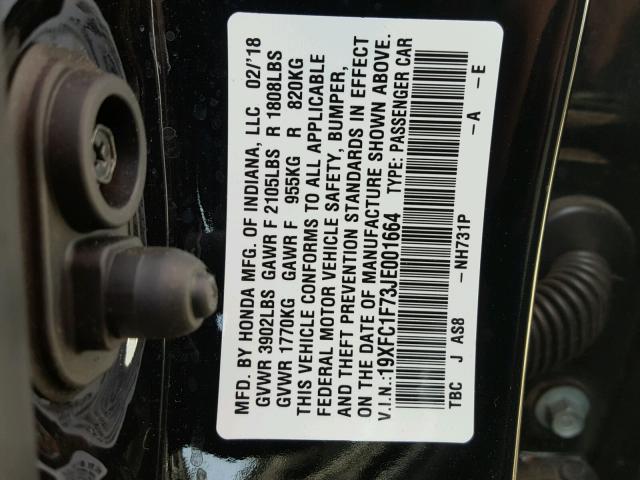 MFD. BY HONDA MFG. OF INDIANA, LLC 02/'18
GVWR 3902LBS GAWR F 2105LBS R 1808LBS
GVWR 1770KG GAWR F 955KG R 820KG
THIS VEHICLE CONFORMS TO ALL APPLICABLE
FEDERAL MOTOR VEHICLE SAFETY, BUMPER,
AND THEFT PREVENTION STANDARDS IN EFFECT
ON THE DATE OF MANUFACTURE SHOWN ABOVE.
V.I.N.:19XFC1F73JE001664 TYPE: PASSENGER CAR
TBC J AS8 -NH731P -A -E